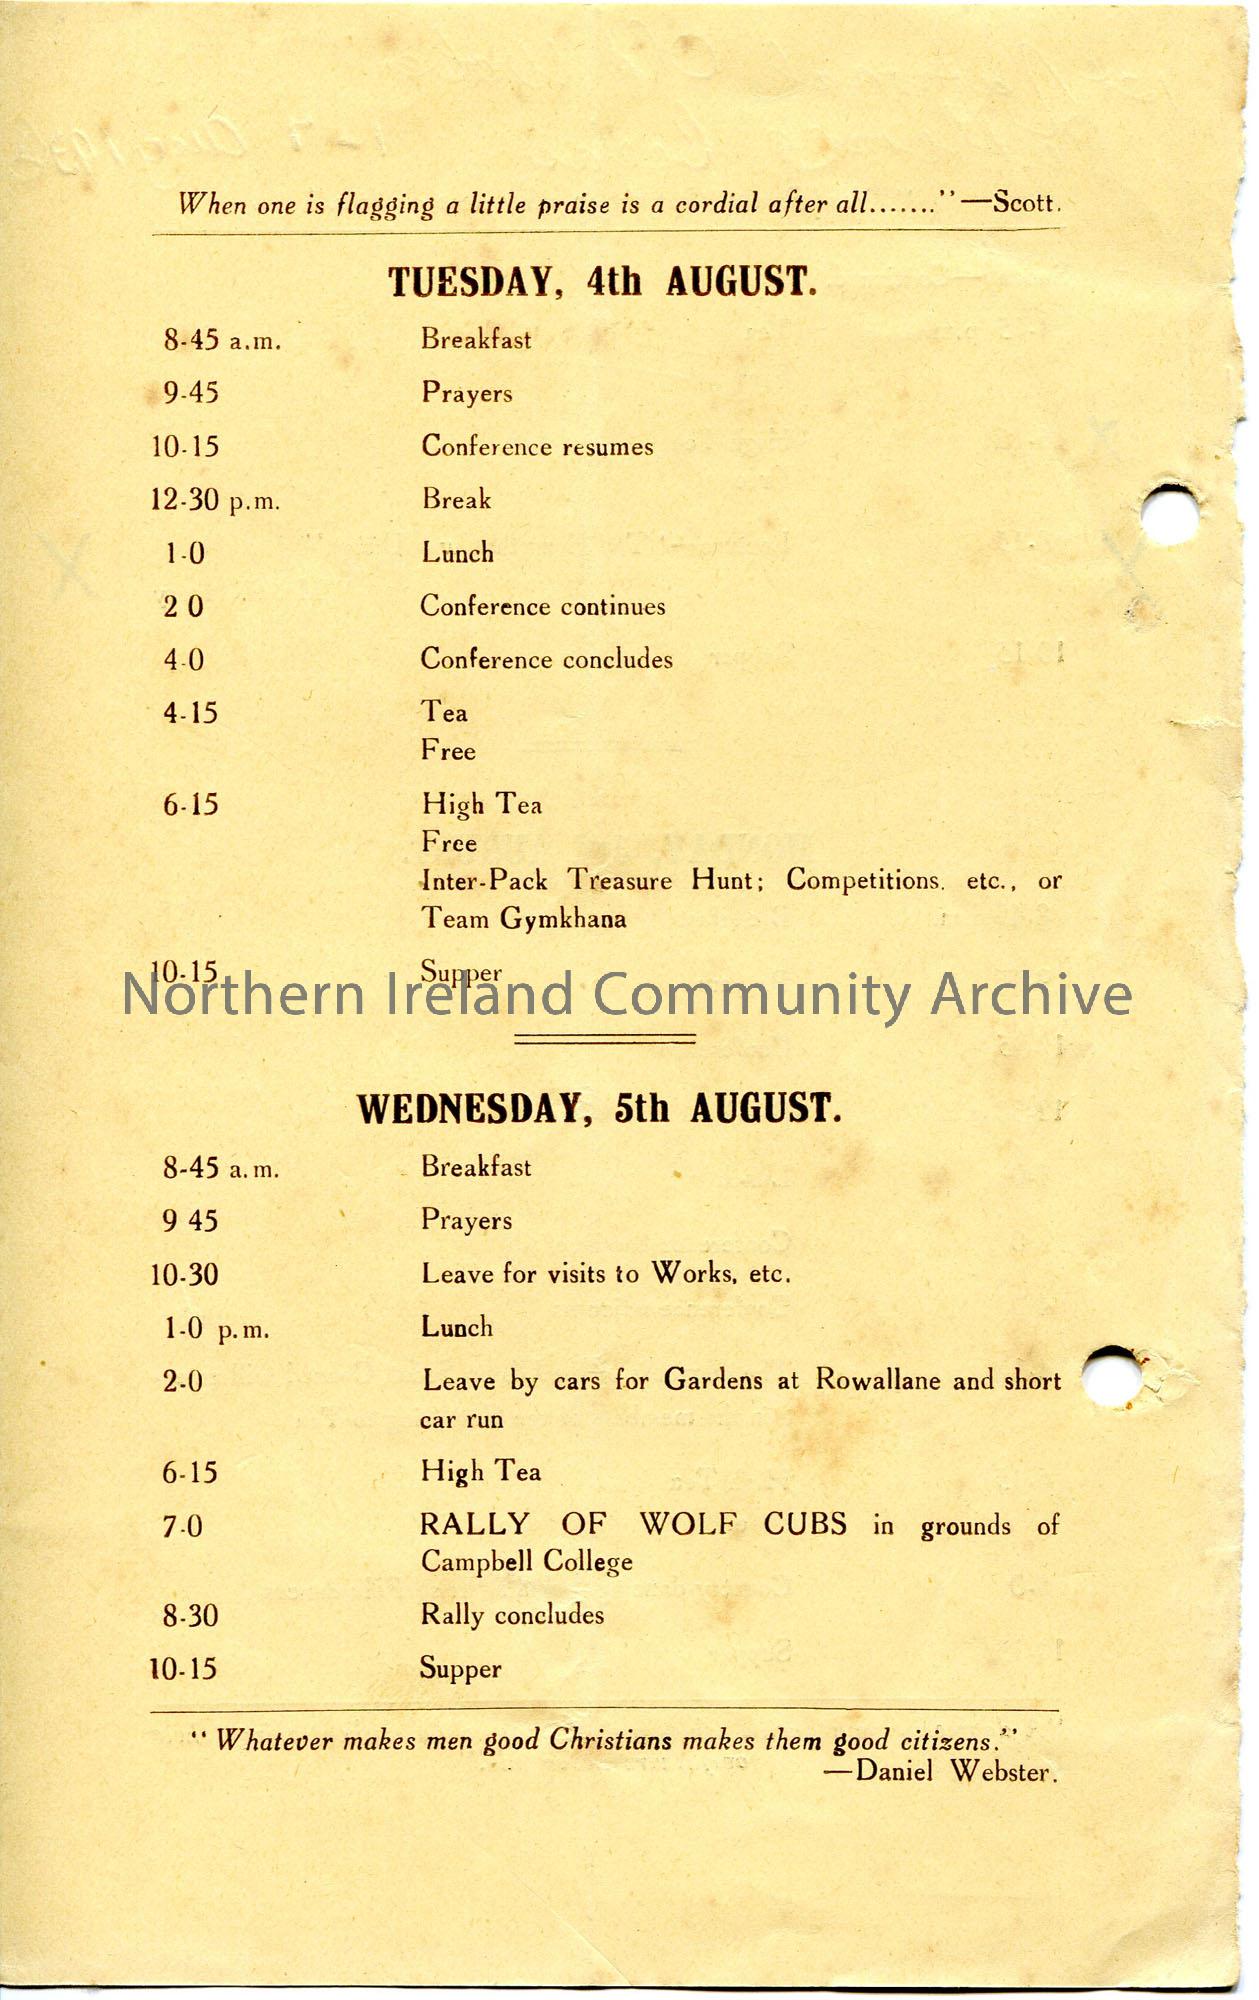 When one is flagging a little praise is a cordial after all.......''—Scott.
TUESDAY, 4th AUGUST.
8-45 a.m. Breakfast
9-45 Prayers
10-15 Conference resumes
12-30 p.m. Break
1-0 Lunch
2 0 Conference continues
4-0 Conference concludes
4-15 Tea
Free
6-15 High Tea
Free
Inter-Pack Treasure Hunt; Competitions. etc., or
Team Gymkhana
10-15 Supper
Northern Ireland Community Archive
WEDNESDAY, 5th AUGUST.
8-45 a.m. Breakfast
9 45 Prayers
10-30 Leave for visits to Works, etc.
1-0 p.m. Lunch
2-0 Leave by cars for Gardens at Rowallane and short
car run
6-15 High Tea
7-0 RALLY OF WOLF CUBS in grounds of
Campbell College
8-30 Rally concludes
10-15 Supper
"Whatever makes men good Christians makes them good citizens."
—Daniel Webster.